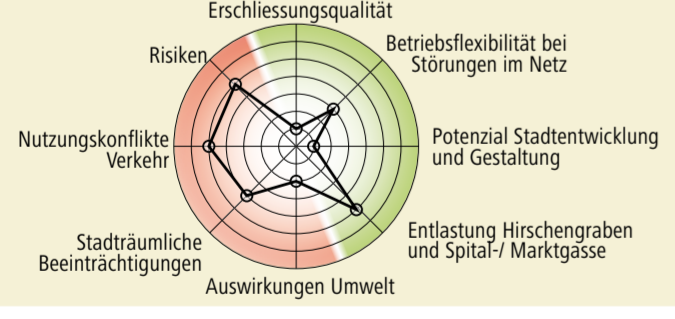 Erschliessungsqualität
Betriebsflexibilität bei
Störungen im Netz
Potenzial Stadtentwicklung
und Gestaltung
Entlastung Hirschengraben
und Spital-/ Marktgasse
Auswirkungen Umwelt
Stadträumliche
Beeinträchtigungen
Nutzungskonflikte
Verkehr
Risiken